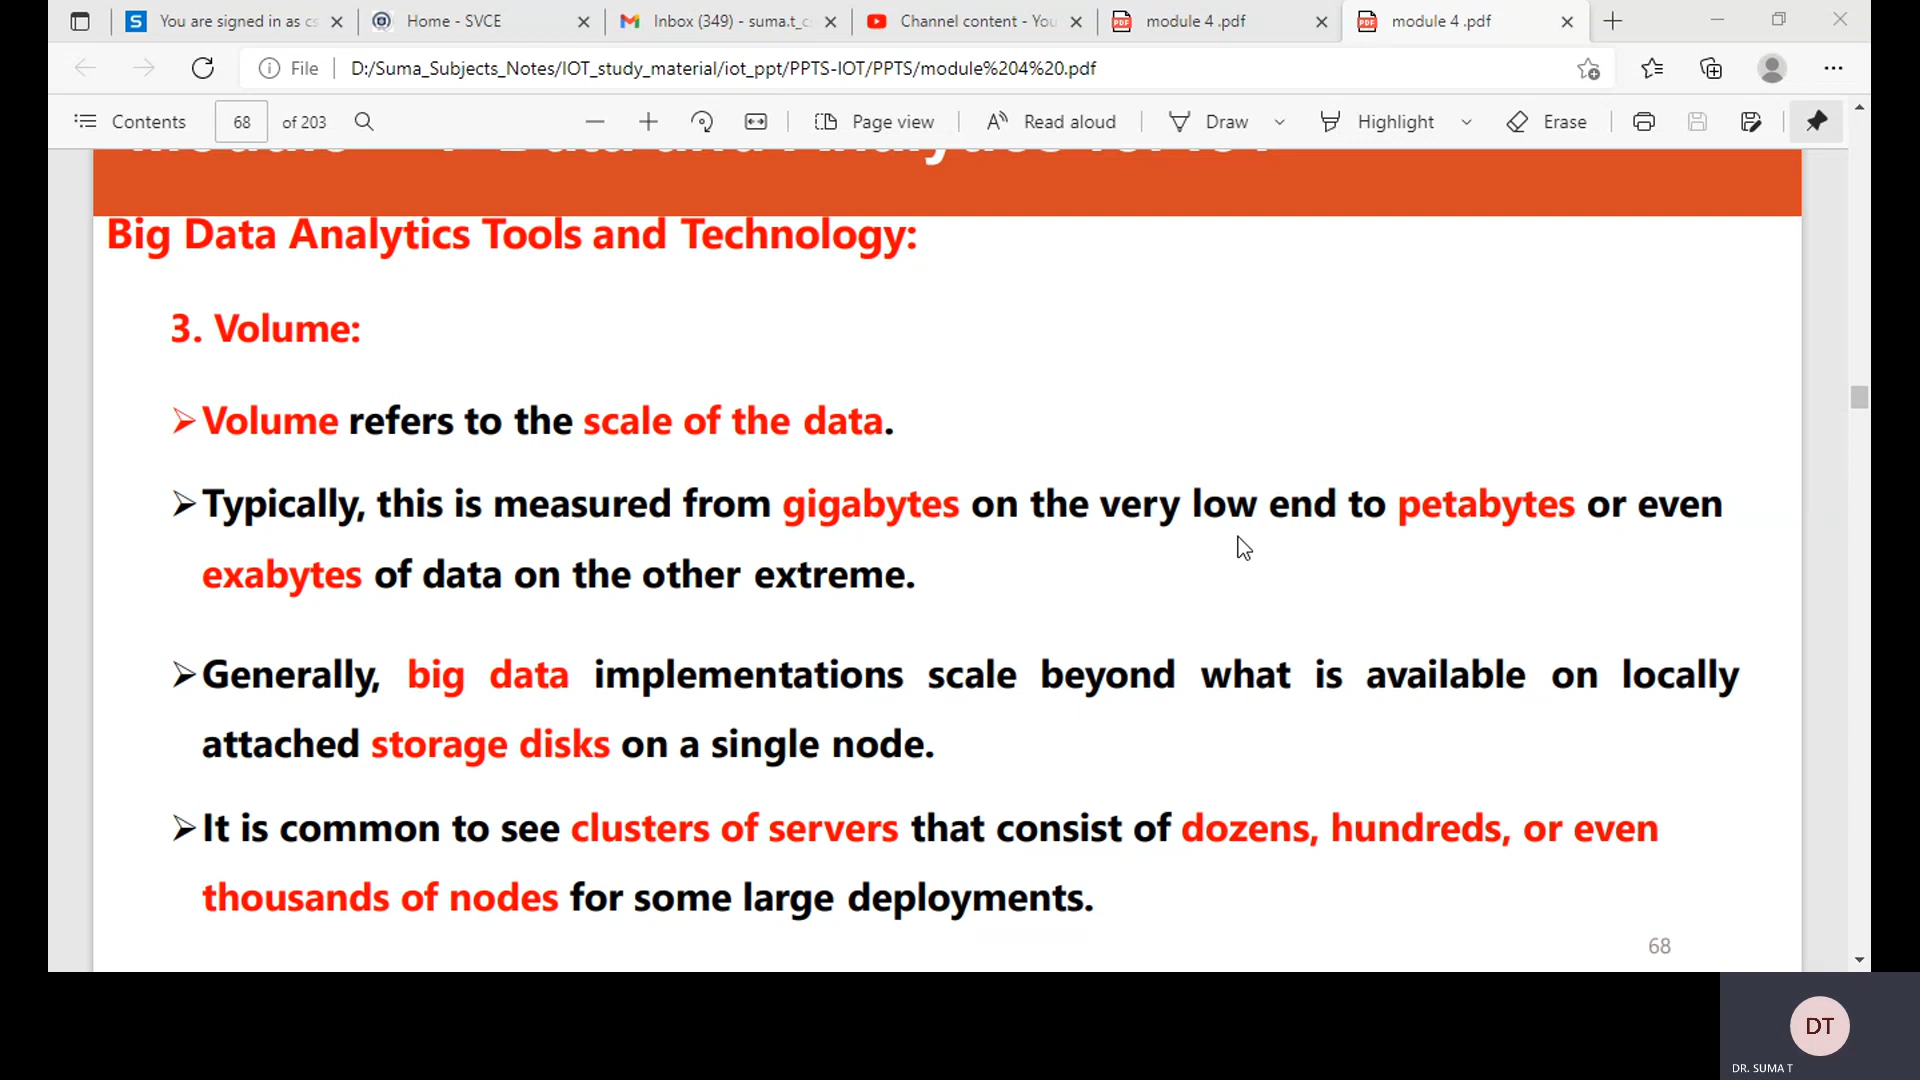 You are signed in as cs
Home - SVCE
Inbox (349) - suma.t_c
Channel content - You
module 4 .pdf
module 4 .pdf
File
D:/Suma_Subjects_Notes/IOT_study_material/iot_ppt/PPTS-IOT/PPTS/module%204%20.pdf
Contents
68
of 203
Page view
Read aloud
Draw
Highlight
Erase
Big Data Analytics Tools and Technology:
3. Volume:
➢Volume refers to the scale of the data.
➢Typically, this is measured from gigabytes on the very low end to petabytes or even
exabytes of data on the other extreme.
➢Generally, big data implementations scale beyond what is available on locally
attached storage disks on a single node.
➢It is common to see clusters of servers that consist of dozens, hundreds, or even
thousands of nodes for some large deployments.
68
DT
DR. SUMA T